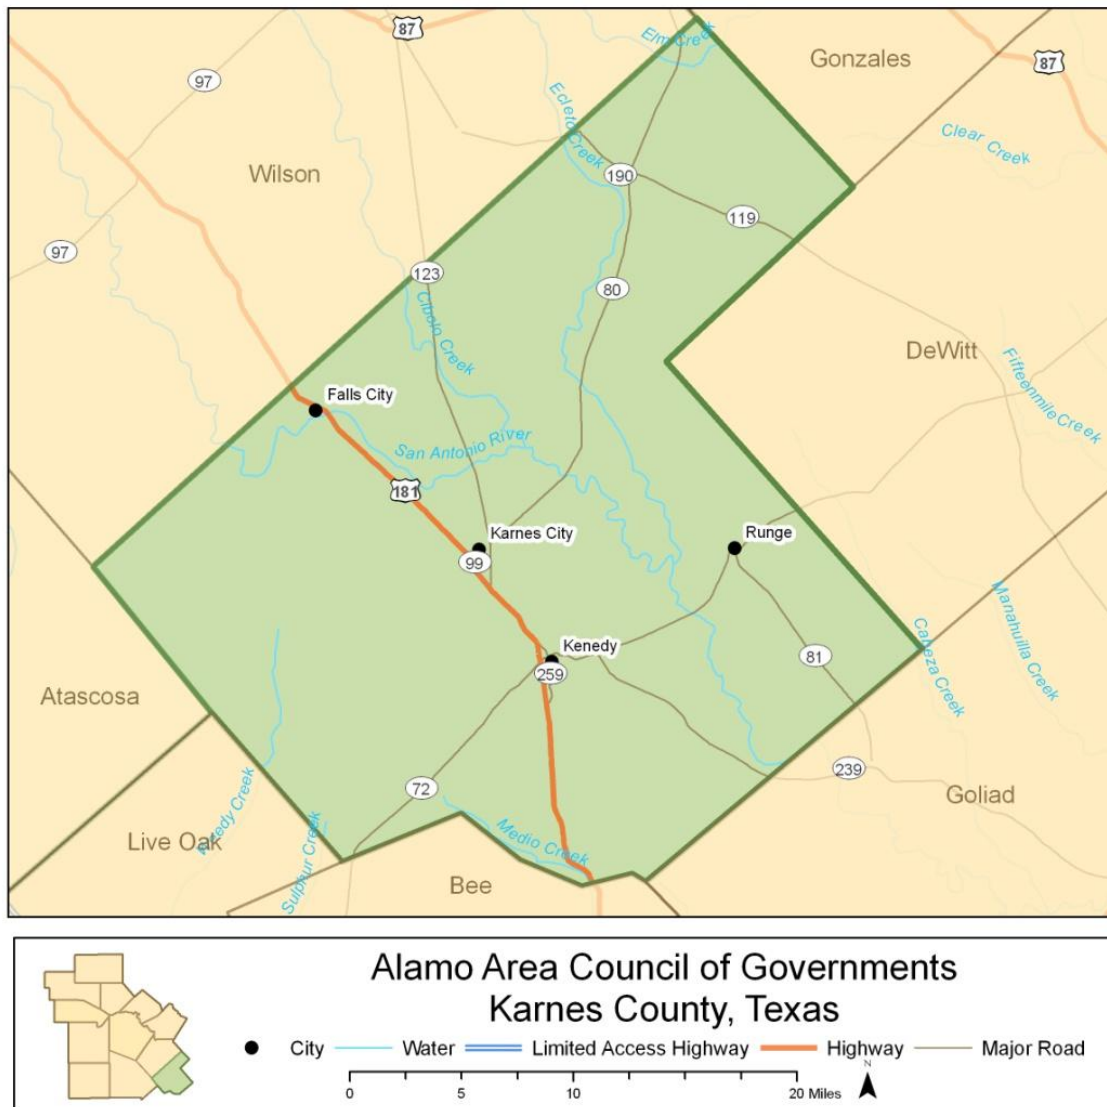 87
Elm Creek
Gonzales
87
97
Ecleto Creek
Clear Creek
Wilson
190
119
97
123
80
Cibolo Creek
DeWitt
Fifteenmile Creek
Falls City
San Antonio River
181
Karnes City
99
Runge
Manahuilla Creek
Cabeza Creek
Kenedy
259
81
Atascosa
239
72
Goliad
Live Oak
Sulphur Creek
Medio Creek
Bee
Alamo Area Council of Governments
Karnes County, Texas
City Water Limited Access Highway Highway Major Road
N
0 5 10 20 Miles